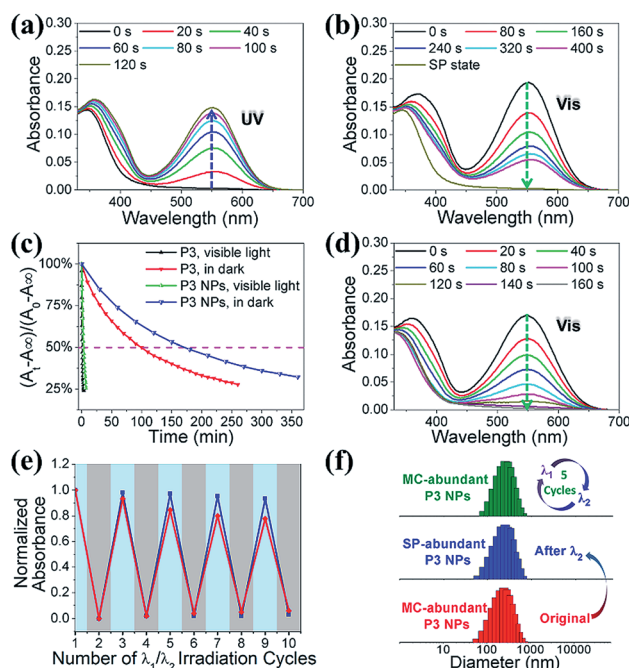 (a)
0 s 20 s 40 s
60 s 80 s 100 s
120 s
UV
Absorbance
0.30
0.25
0.20
0.15
0.10
0.05
0.00
400 500 600 700
Wavelength (nm)
(b)
0 s 80 s 160 s
240 s 320 s 400 s
SP state
Vis
Absorbance
0.30
0.25
0.20
0.15
0.10
0.05
0.00
400 500 600 700
Wavelength (nm)
(c)
P3, visible light
P3, in dark
P3 NPs, visible light
P3 NPs, in dark
(At-A∞)/(A0-A∞)
100%
75%
50%
25%
0 100 200 300
Time (min)
(d)
0 s 20 s 40 s
60 s 80 s 100 s
120 s 140 s 160 s
Vis
Absorbance
0.30
0.25
0.20
0.15
0.10
0.05
0.00
400 500 600 700
Wavelength (nm)
(e)
Normalized
Absorbance
1.2
1.0
0.8
0.6
0.4
0.2
0.0
1 2 3 4 5 6 7 8 9 10
Number of λ1/λ2 Irradiation Cycles
(f)
MC-abundant
P3 NPs
λ1 5 Cycles λ2
SP-abundant
P3 NPs
After λ2
MC-abundant
P3 NPs
Original
10 100 1000 10000
Diameter (nm)